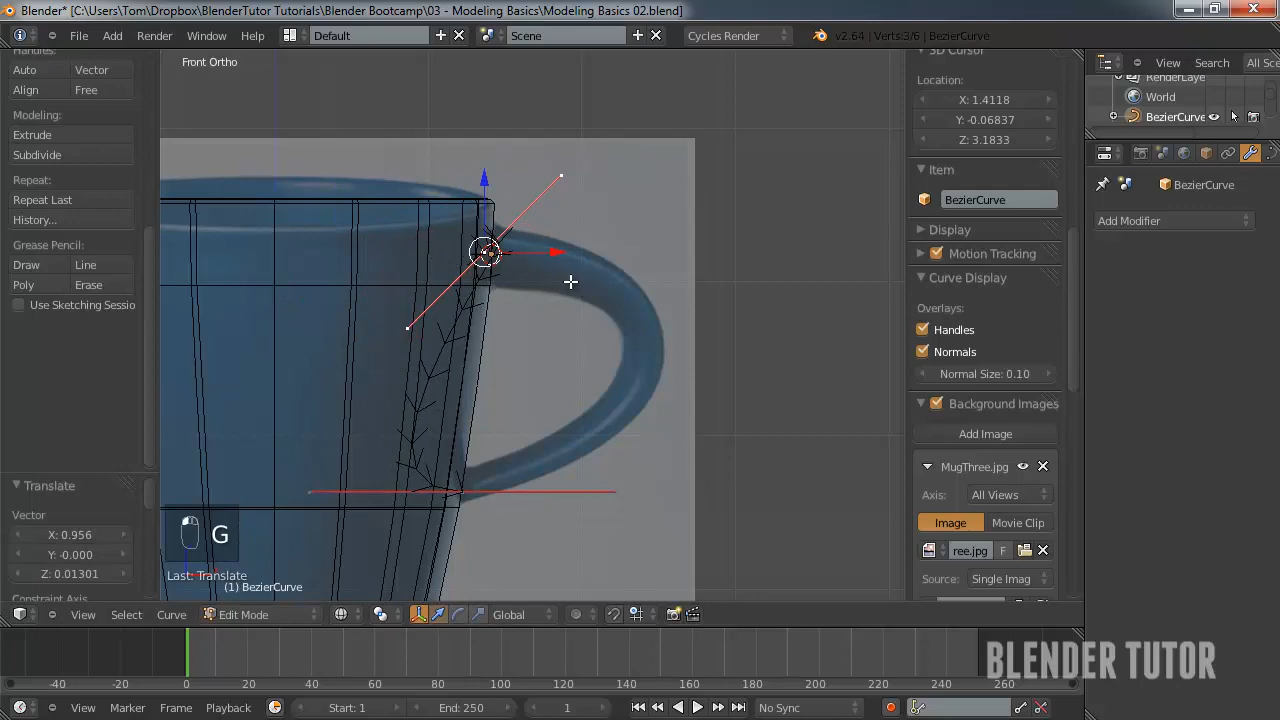 Blender* [C:\Users\Tom\Dropbox\BlenderTutor Tutorials\Blender Bootcamp\03 - Modeling Basics\Modeling Basics 02.blend]
File Add Render Window Help Default Scene Cycles Render v2.64 | Verts:3/6 | BezierCurve
View Search All Sce
RenderLaye
World
BezierCurve
BezierCurve
Add Modifier
Handles:
Auto Vector
Align Free
Modeling:
Extrude
Subdivide
Repeat:
Repeat Last
History...
Grease Pencil:
Draw Line
Poly Erase
Use Sketching Sessio
Translate
Vector
X: 0.956
Y: -0.000
Z: 0.01301
Constraint Axis
Front Ortho
G
Last: Translate
(1) BezierCurve
3D Cursor
Location:
X: 1.4118
Y: -0.06837
Z: 3.1833
Item
BezierCurve
Display
Motion Tracking
Curve Display
Overlays:
Handles
Normals
Normal Size: 0.10
Background Images
Add Image
MugThree.jpg
Axis: All Views
Image Movie Clip
ree.jpg F
Source: Single Imag
View Select Curve Edit Mode Global
-40 -20 0 20 40 60 80 100 120 140 160 180 200 220 240 260
BLENDER TUTOR
View Marker Frame Playback Start: 1 End: 250 1 No Sync